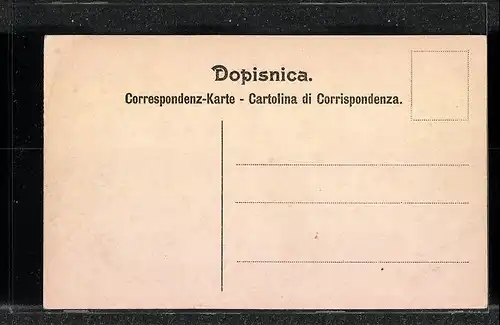 Dopisnica.
Correspondenz-Karte - Cartolina di Corrispondenza.